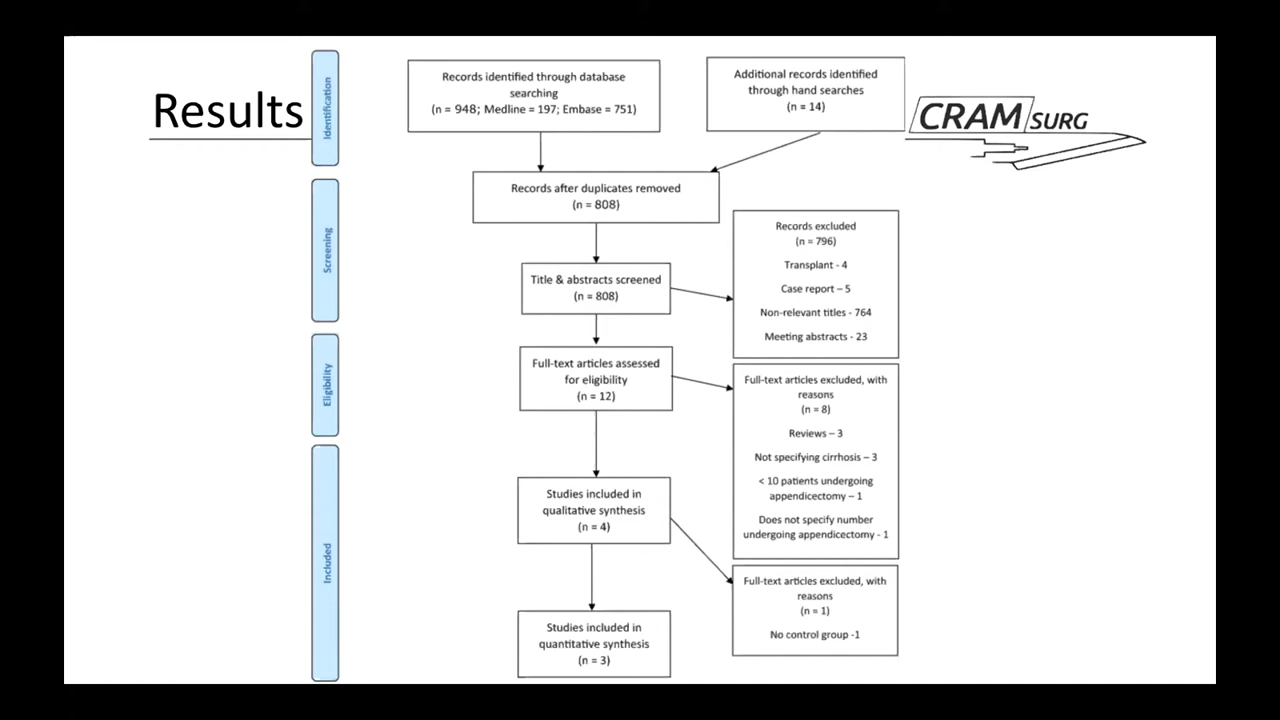 Results
Identification
Screening
Eligibility
Included
Records identified through database
searching
(n = 948; Medline = 197; Embase = 751)
Additional records identified
through hand searches
(n = 14)
CRAM SURG
Records after duplicates removed
(n = 808)
Title & abstracts screened
(n = 808)
Records excluded
(n = 796)
Transplant - 4
Case report – 5
Non-relevant titles - 764
Meeting abstracts - 23
Full-text articles assessed
for eligibility
(n = 12)
Full-text articles excluded, with
reasons
(n = 8)
Reviews – 3
Not specifying cirrhosis – 3
< 10 patients undergoing
appendicectomy – 1
Does not specify number
undergoing appendicectomy - 1
Studies included in
qualitative synthesis
(n = 4)
Full-text articles excluded, with
reasons
(n = 1)
No control group -1
Studies included in
quantitative synthesis
(n = 3)